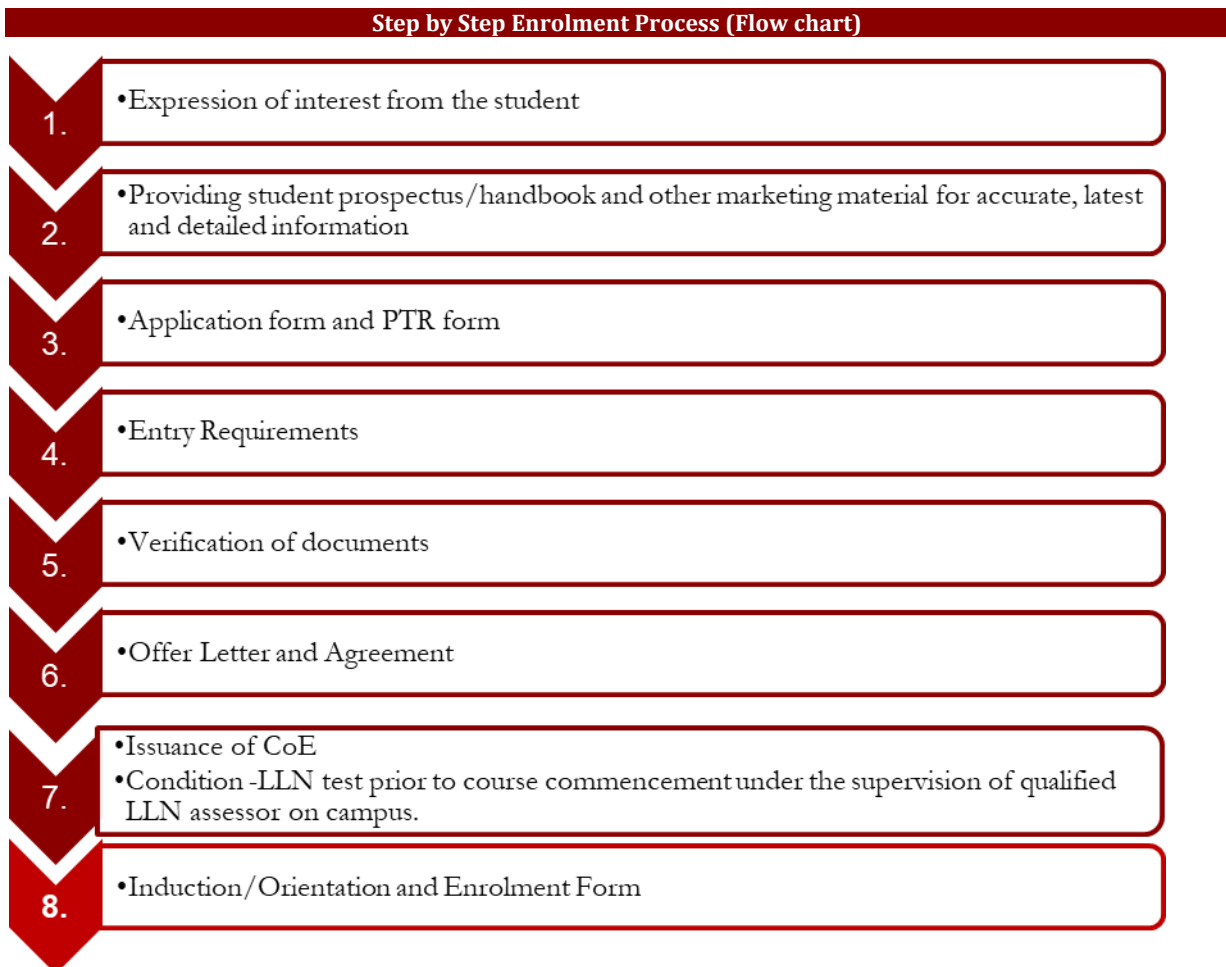 Step by Step Enrolment Process (Flow chart)
1.
•Expression of interest from the student
2.
•Providing student prospectus/handbook and other marketing material for accurate, latest
and detailed information
3.
•Application form and PTR form
4.
•Entry Requirements
5.
•Verification of documents
6.
•Offer Letter and Agreement
7.
•Issuance of CoE
•Condition -LLN test prior to course commencement under the supervision of qualified
LLN assessor on campus.
8.
•Induction/Orientation and Enrolment Form